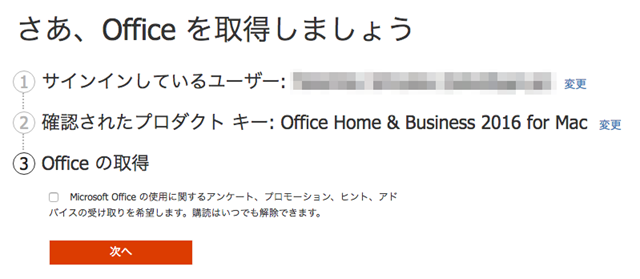 さあ、Office を取得しましょう
1 サインインしているユーザー: 変更
2 確認されたプロダクト キー: Office Home & Business 2016 for Mac 変更
3 Office の取得
Microsoft Office の使用に関するアンケート、プロモーション、ヒント、アド
バイスの受け取りを希望します。購読はいつでも解除できます。
次へ